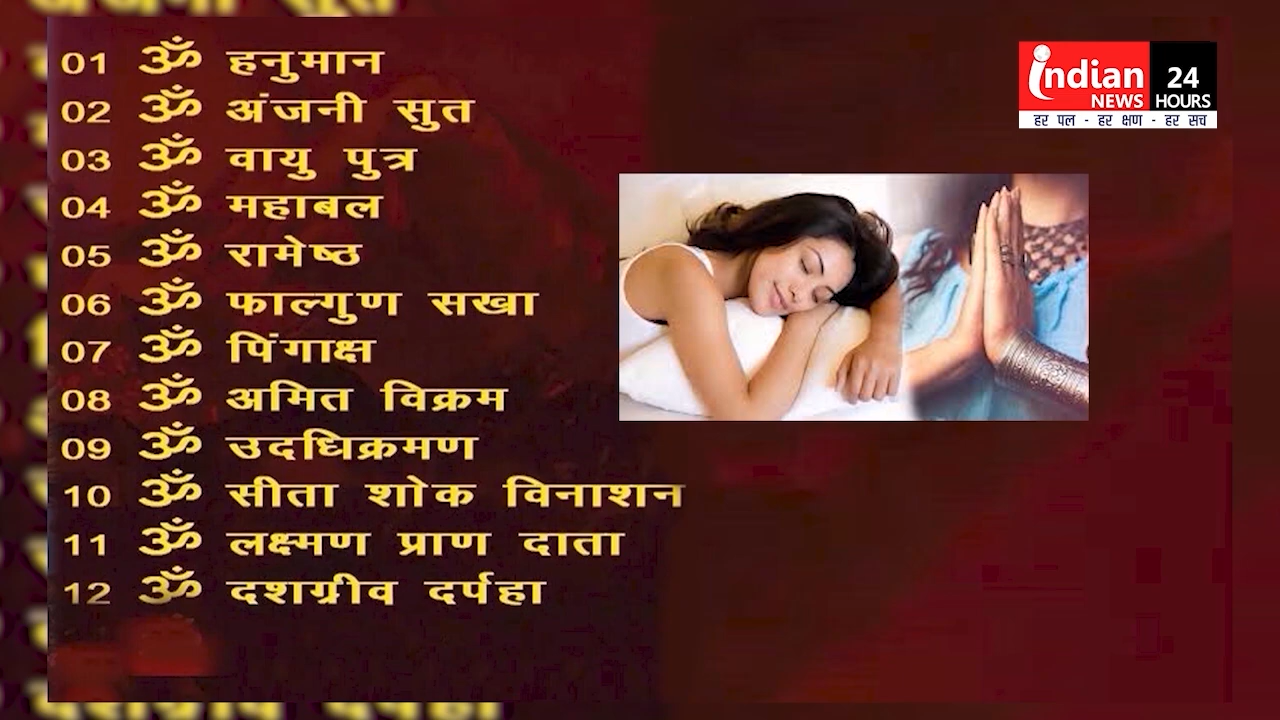 01 ॐ हनुमान
02 ॐ अंजनी सुत
03 ॐ वायु पुत्र
04 ॐ महाबल
05 ॐ रामेष्ठ
06 ॐ फाल्गुण सखा
07 ॐ पिंगाक्ष
08 ॐ अमित विक्रम
09 ॐ उदधिक्रमण
10 ॐ सीता शोक विनाशन
11 ॐ लक्ष्मण प्राण दाता
12 ॐ दशग्रीव दर्पहा
indian
NEWS
24
HOURS
हर पल - हर क्षण - हर सच